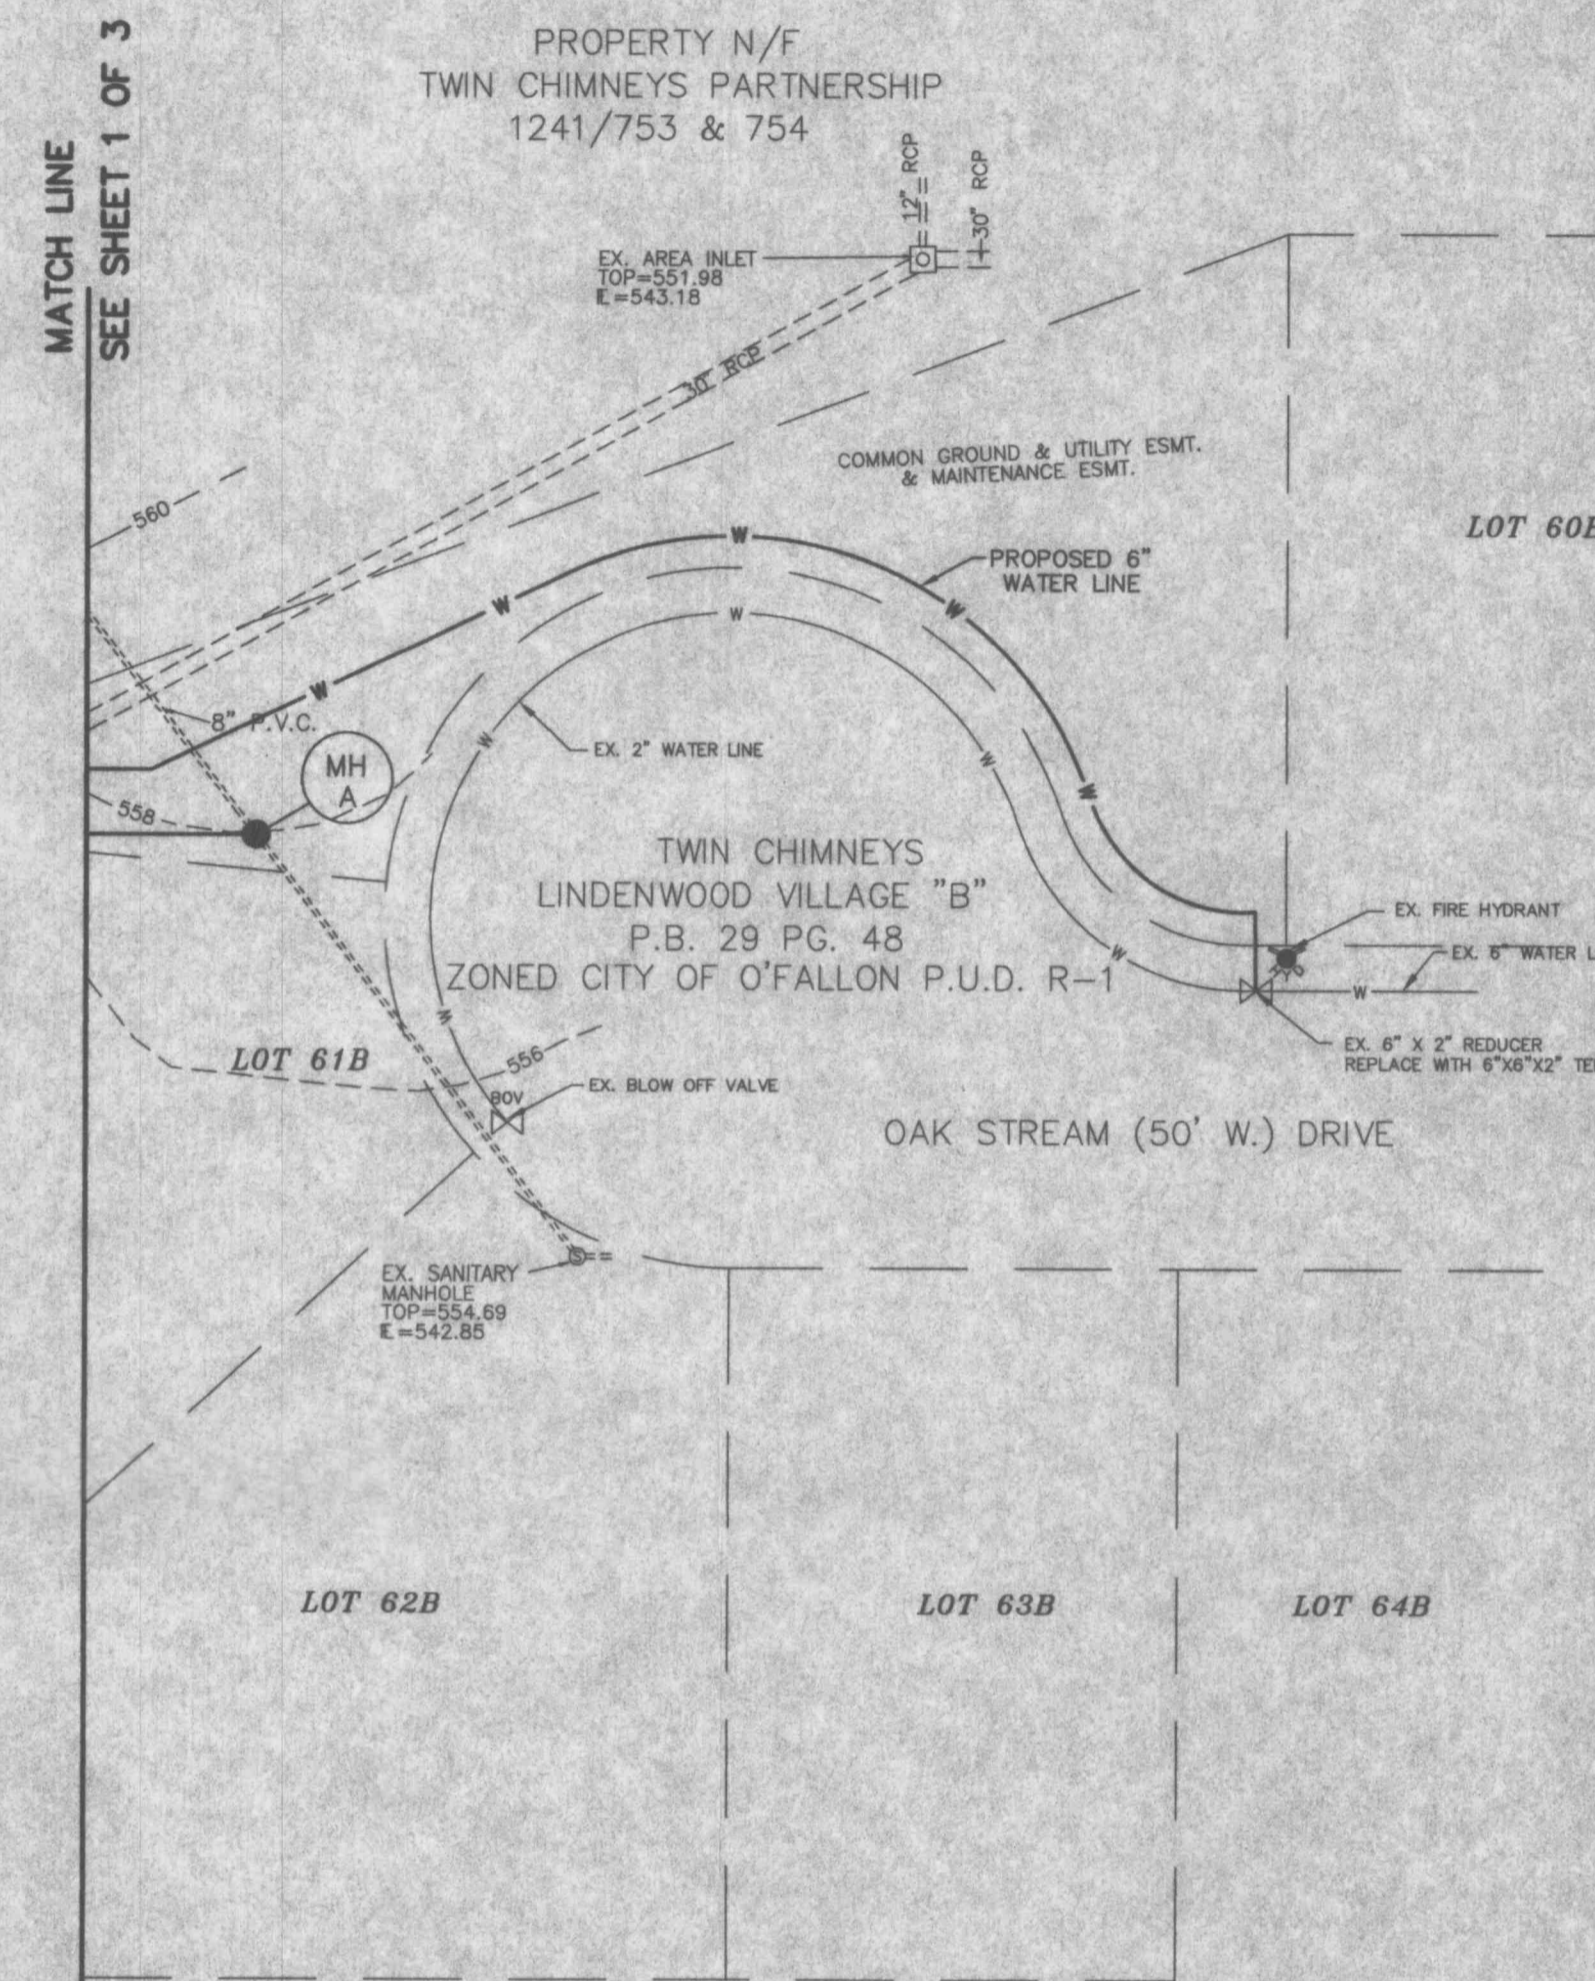 MATCH LINE
SEE SHEET 1 OF 3
PROPERTY N/F
TWIN CHIMNEYS PARTNERSHIP
1241/753 & 754
12" RCP
30" RCP
EX. AREA INLET
TOP=551.98
FL=543.18
30" RCP
COMMON GROUND & UTILITY ESMT.
& MAINTENANCE ESMT.
560
LOT 60B
W
PROPOSED 6"
WATER LINE
W
W
W
W
8" P.V.C.
W
EX. 2" WATER LINE
W
W
MH
A
W
558
TWIN CHIMNEYS
LINDENWOOD VILLAGE "B"
P.B. 29 PG. 48
ZONED CITY OF O'FALLON P.U.D. R-1
EX. FIRE HYDRANT
W
EX. 6" WATER L
HYD
W
W
EX. 6" X 2" REDUCER
REPLACE WITH 6"X6"X2" TE
LOT 61B
556
EX. BLOW OFF VALVE
BOV
OAK STREAM (50' W.) DRIVE
S
EX. SANITARY
MANHOLE
TOP=554.69
FL=542.85
LOT 62B
LOT 63B
LOT 64B